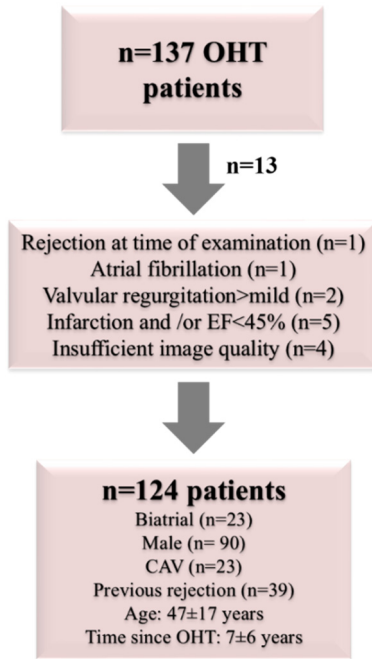 n=137 OHT
patients
n=13
Rejection at time of examination (n=1)
Atrial fibrillation (n=1)
Valvular regurgitation>mild (n=2)
Infarction and /or EF<45% (n=5)
Insufficient image quality (n=4)
n=124 patients
Biatrial (n=23)
Male (n= 90)
CAV (n=23)
Previous rejection (n=39)
Age: 47±17 years
Time since OHT: 7±6 years